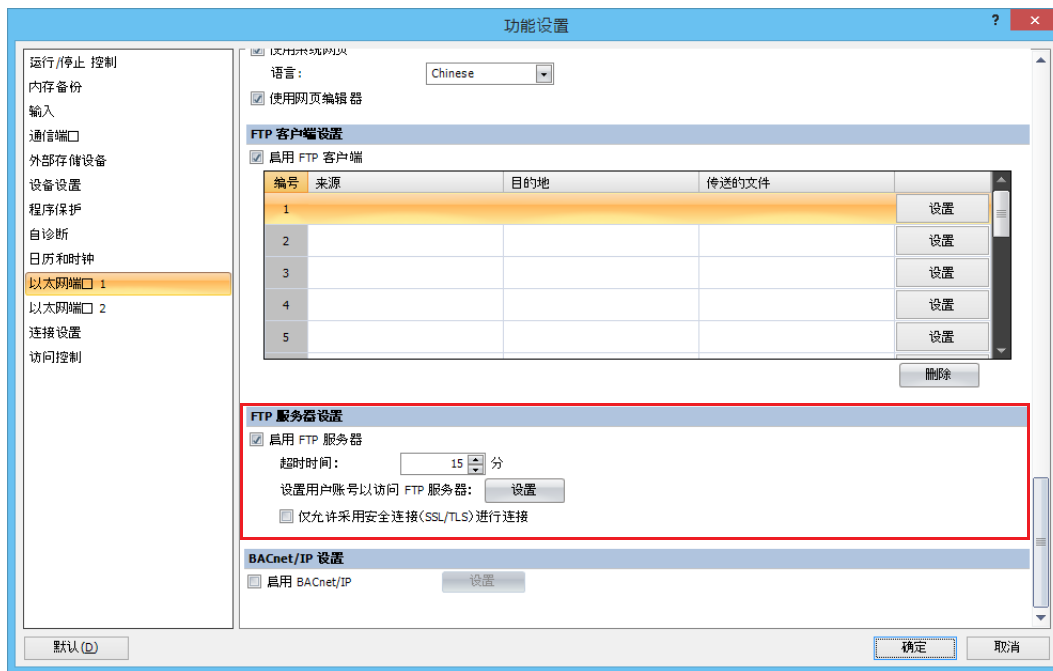 功能设置
?
×
运行/停止 控制
内存备份
输入
通信端口
外部存储设备
设备设置
程序保护
自诊断
日历和时钟
以太网端口 1
以太网端口 2
连接设置
访问控制
使用系统网页
语言: Chinese
使用网页编辑器
FTP 客户端设置
启用 FTP 客户端
编号 来源 目的地 传送的文件
1 设置
2 设置
3 设置
4 设置
5 设置
删除
FTP 服务器设置
启用 FTP 服务器
超时时间: 15 分
设置用户账号以访问 FTP 服务器: 设置
仅允许采用安全连接(SSL/TLS)进行连接
BACnet/IP 设置
启用 BACnet/IP 设置
默认(D) 确定 取消